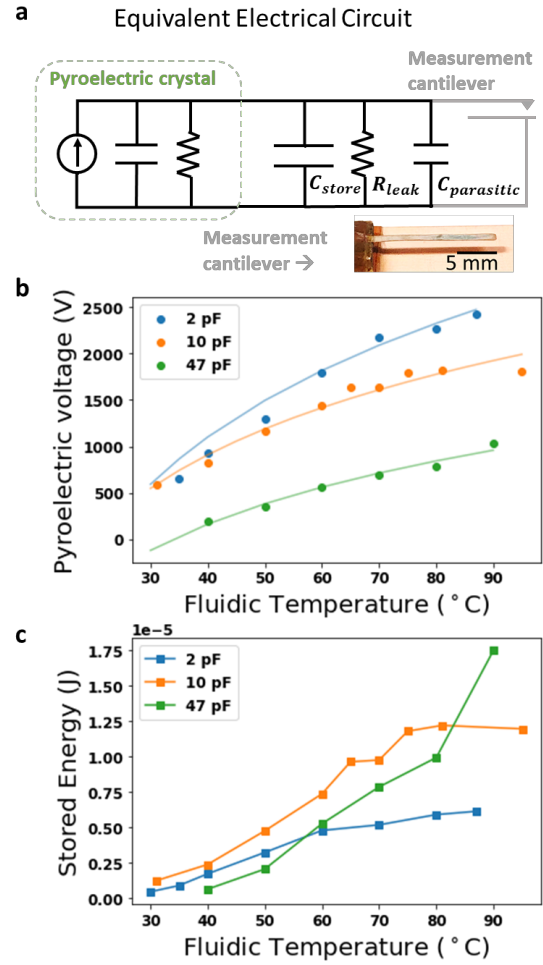 a
Equivalent Electrical Circuit
Measurement
cantilever
Pyroelectric crystal
C_store R_leak C_parasitic
Measurement
cantilever →
5 mm
b
Pyroelectric voltage (V)
2500
2000
1500
1000
500
0
2 pF
10 pF
47 pF
30 40 50 60 70 80 90
Fluidic Temperature (°C)
c
1e−5
Stored Energy (J)
1.75
1.50
1.25
1.00
0.75
0.50
0.25
0.00
2 pF
10 pF
47 pF
30 40 50 60 70 80 90
Fluidic Temperature (°C)